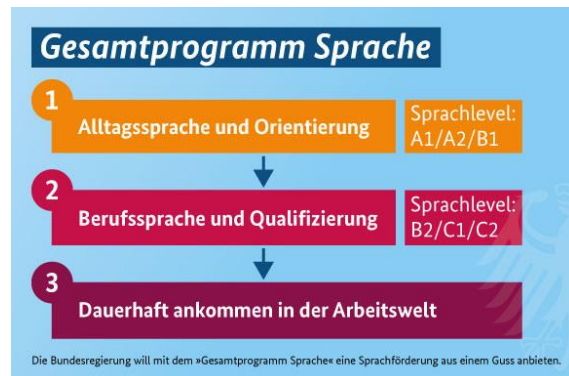 Gesamtprogramm Sprache
1
Alltagssprache und Orientierung
Sprachlevel:
A1/A2/B1
2
Berufssprache und Qualifizierung
Sprachlevel:
B2/C1/C2
3
Dauerhaft ankommen in der Arbeitswelt
Die Bundesregierung will mit dem »Gesamtprogramm Sprache« eine Sprachförderung aus einem Guss anbieten.